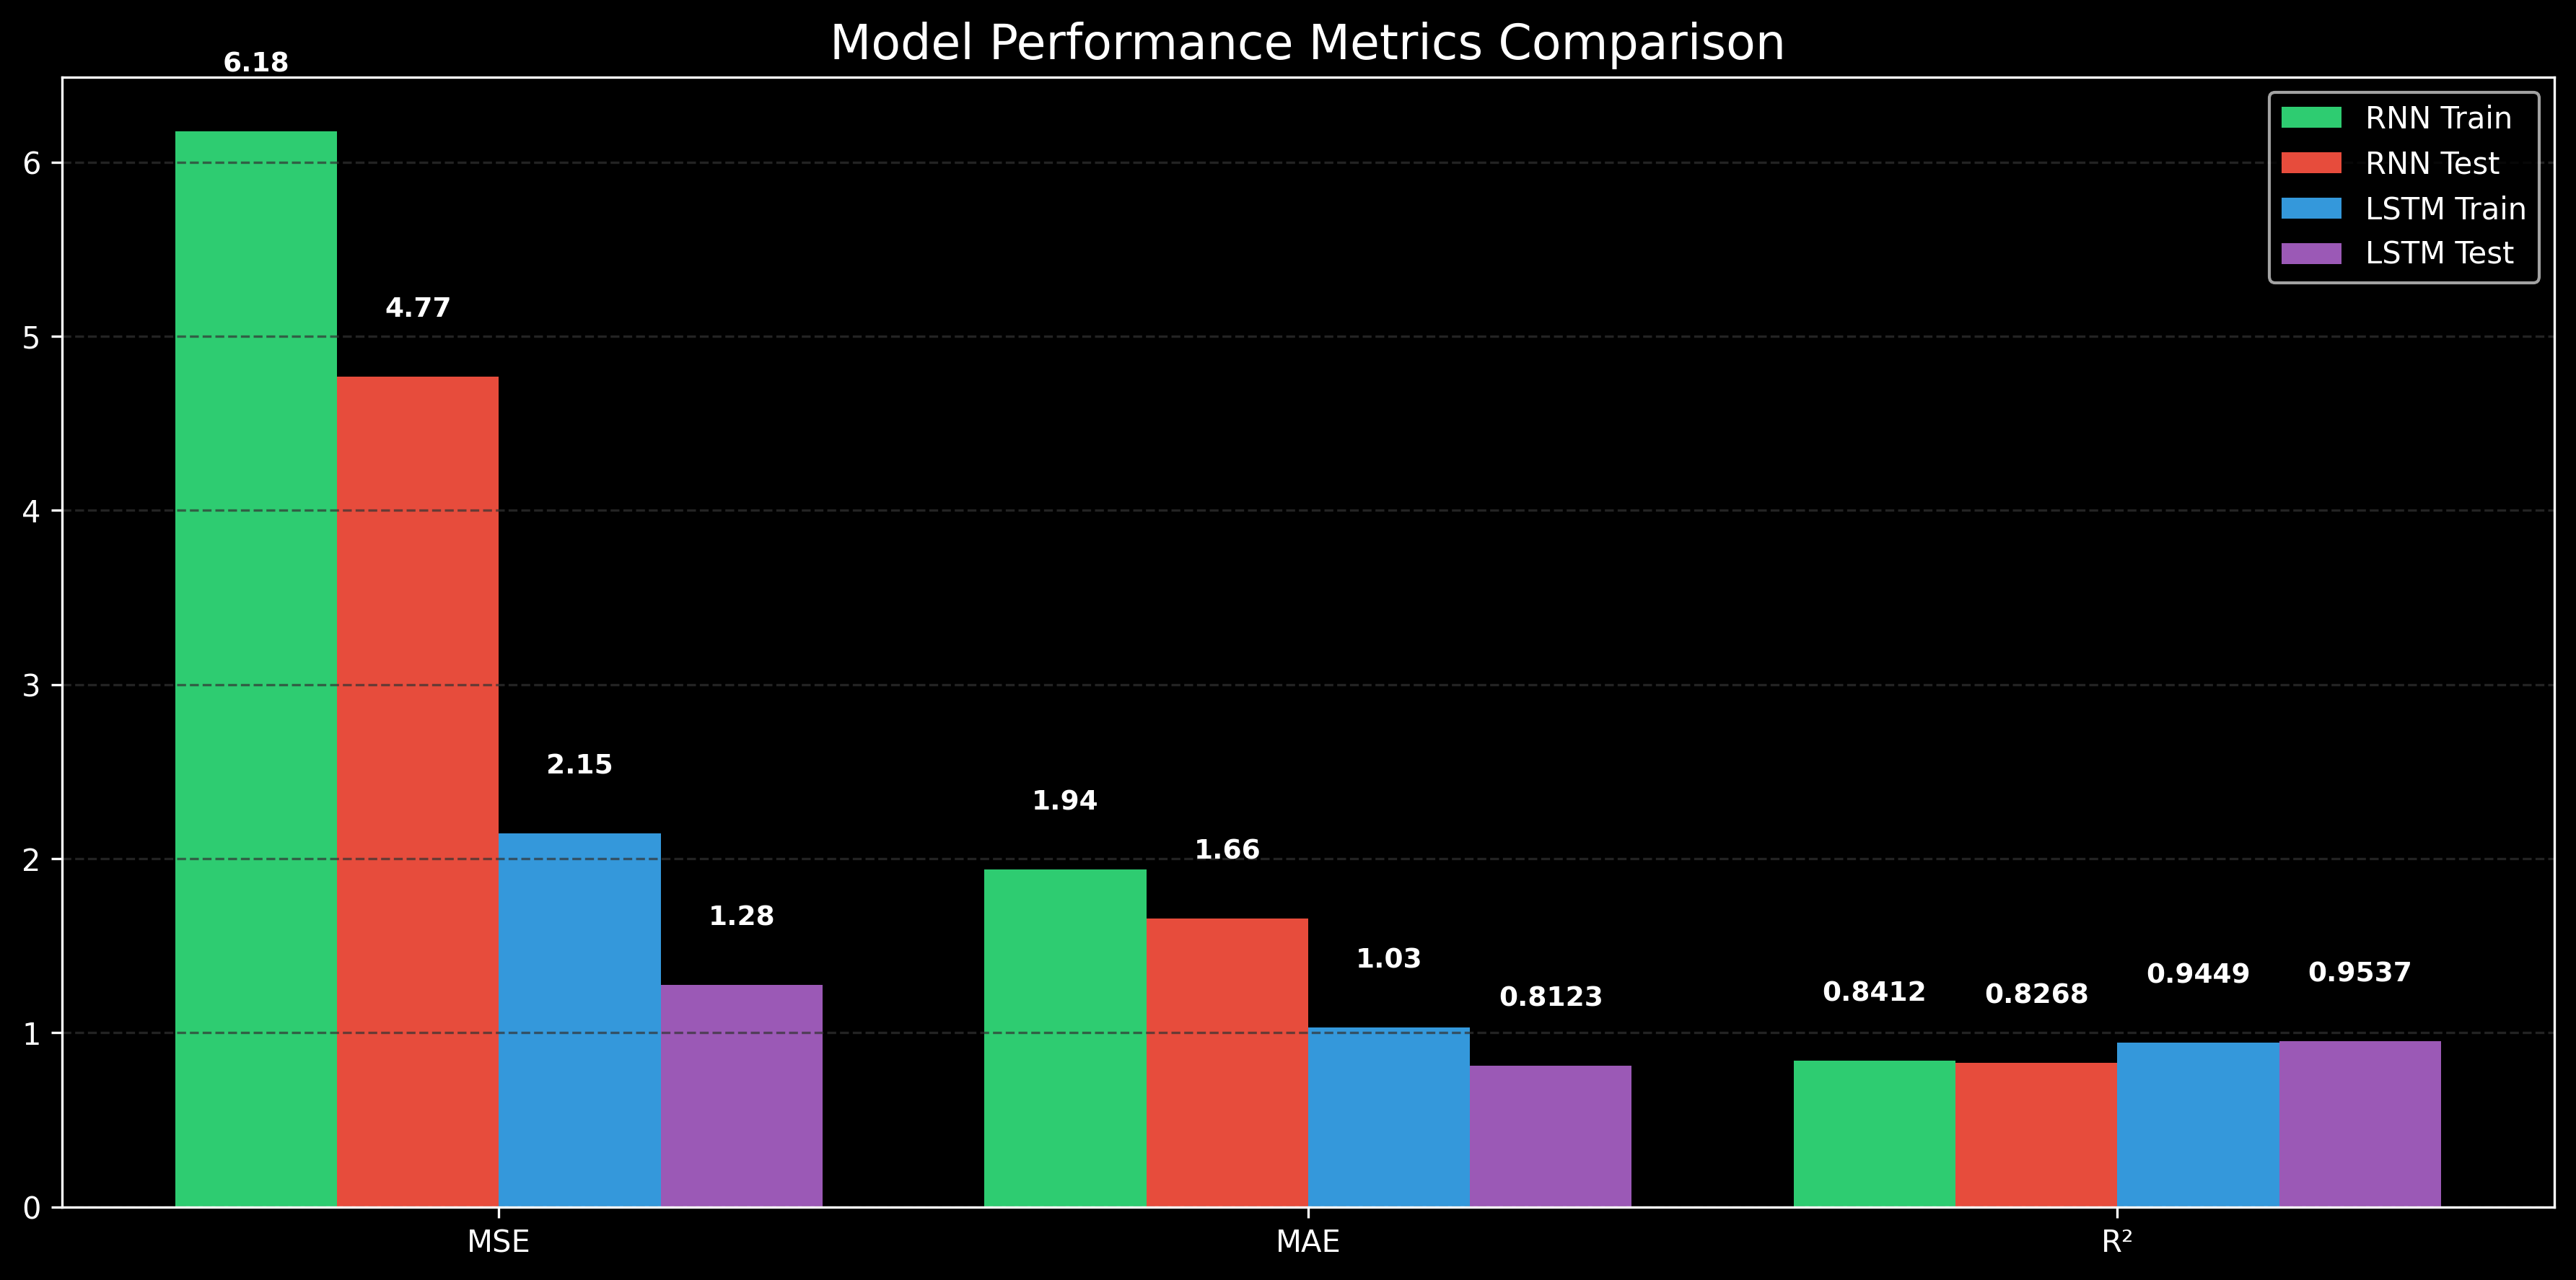 Model Performance Metrics Comparison
6.18
4.77
2.15
1.28
1.94
1.66
1.03
0.8123
0.8412
0.8268
0.9449
0.9537
RNN Train
RNN Test
LSTM Train
LSTM Test
6
5
4
3
2
1
0
MSE
MAE
R²